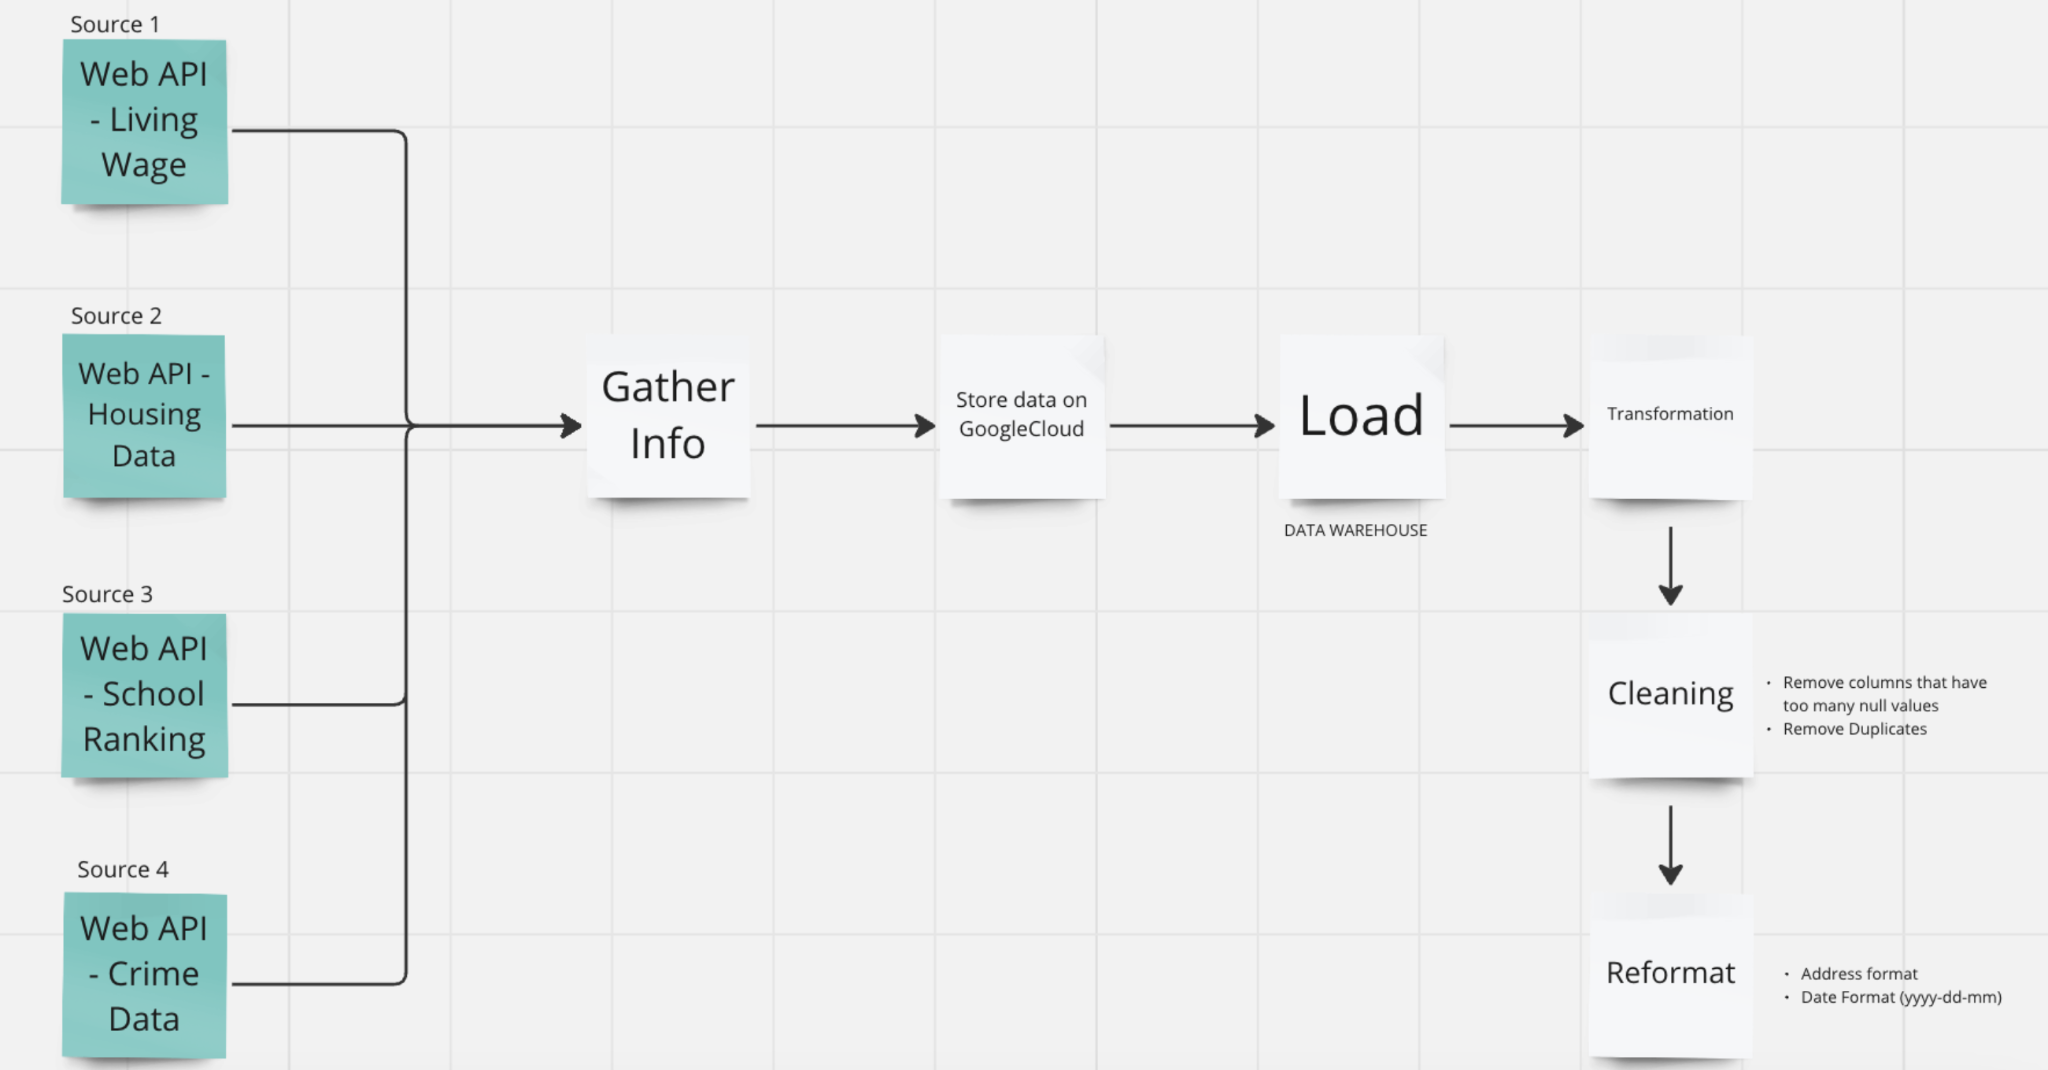 Source 1
Web API
- Living
Wage
Source 2
Web API -
Housing
Data
Source 3
Web API
- School
Ranking
Source 4
Web API
- Crime
Data
Gather
Info
Store data on
GoogleCloud
Load
DATA WAREHOUSE
Transformation
Cleaning
• Remove columns that have
too many null values
• Remove Duplicates
Reformat
• Address format
• Date Format (yyyy-dd-mm)